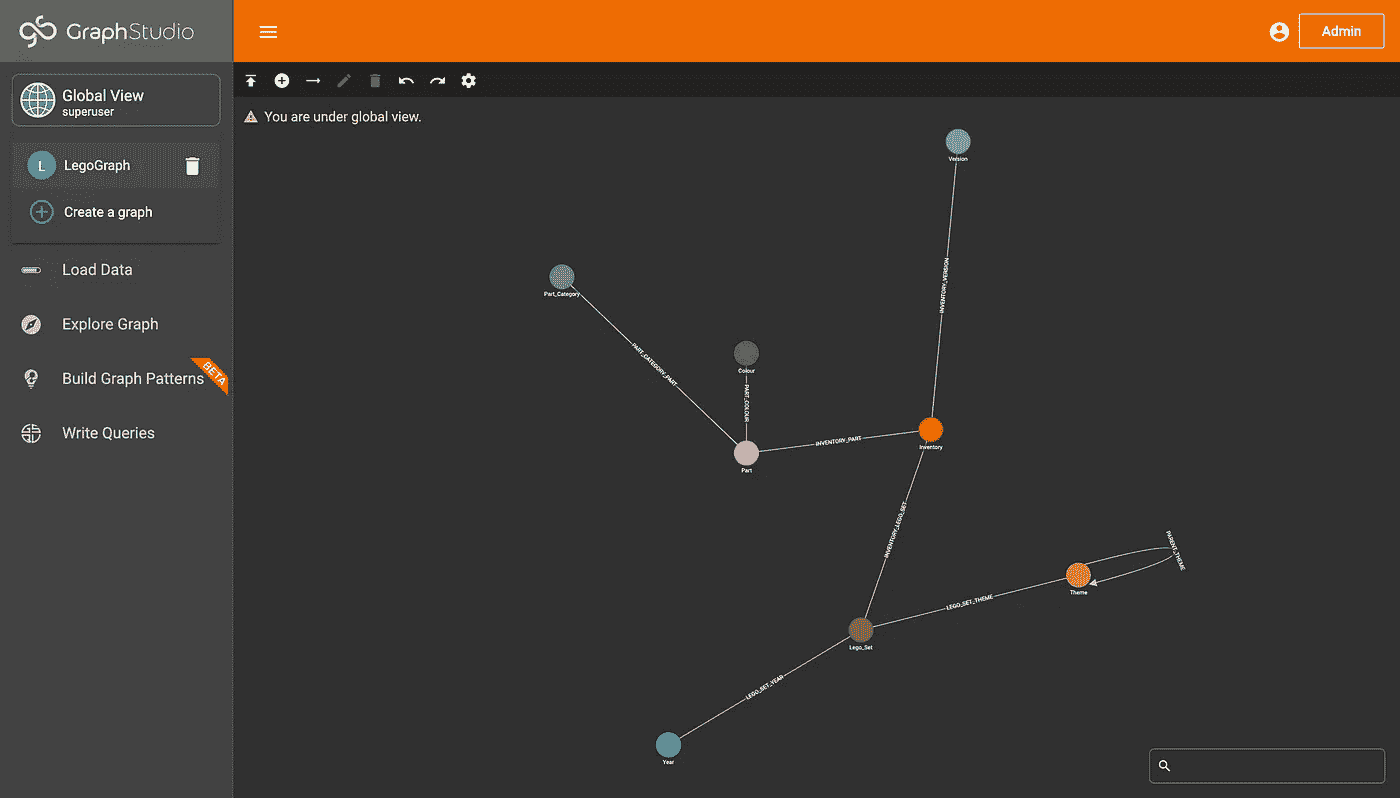 GraphStudio
Admin
Global View
superuser
L LegoGraph
Create a graph
Load Data
Explore Graph
Build Graph Patterns
BETA
Write Queries
You are under global view.
Version
INVENTORY_VERSION
Part_Category
PART_CATEGORY_PART
Colour
PART_COLOUR
Part
INVENTORY_PART
Inventory
INVENTORY_LEGO_SET
PARENT_THEME
Theme
LEGO_SET_THEME
Lego_Set
LEGO_SET_YEAR
Year